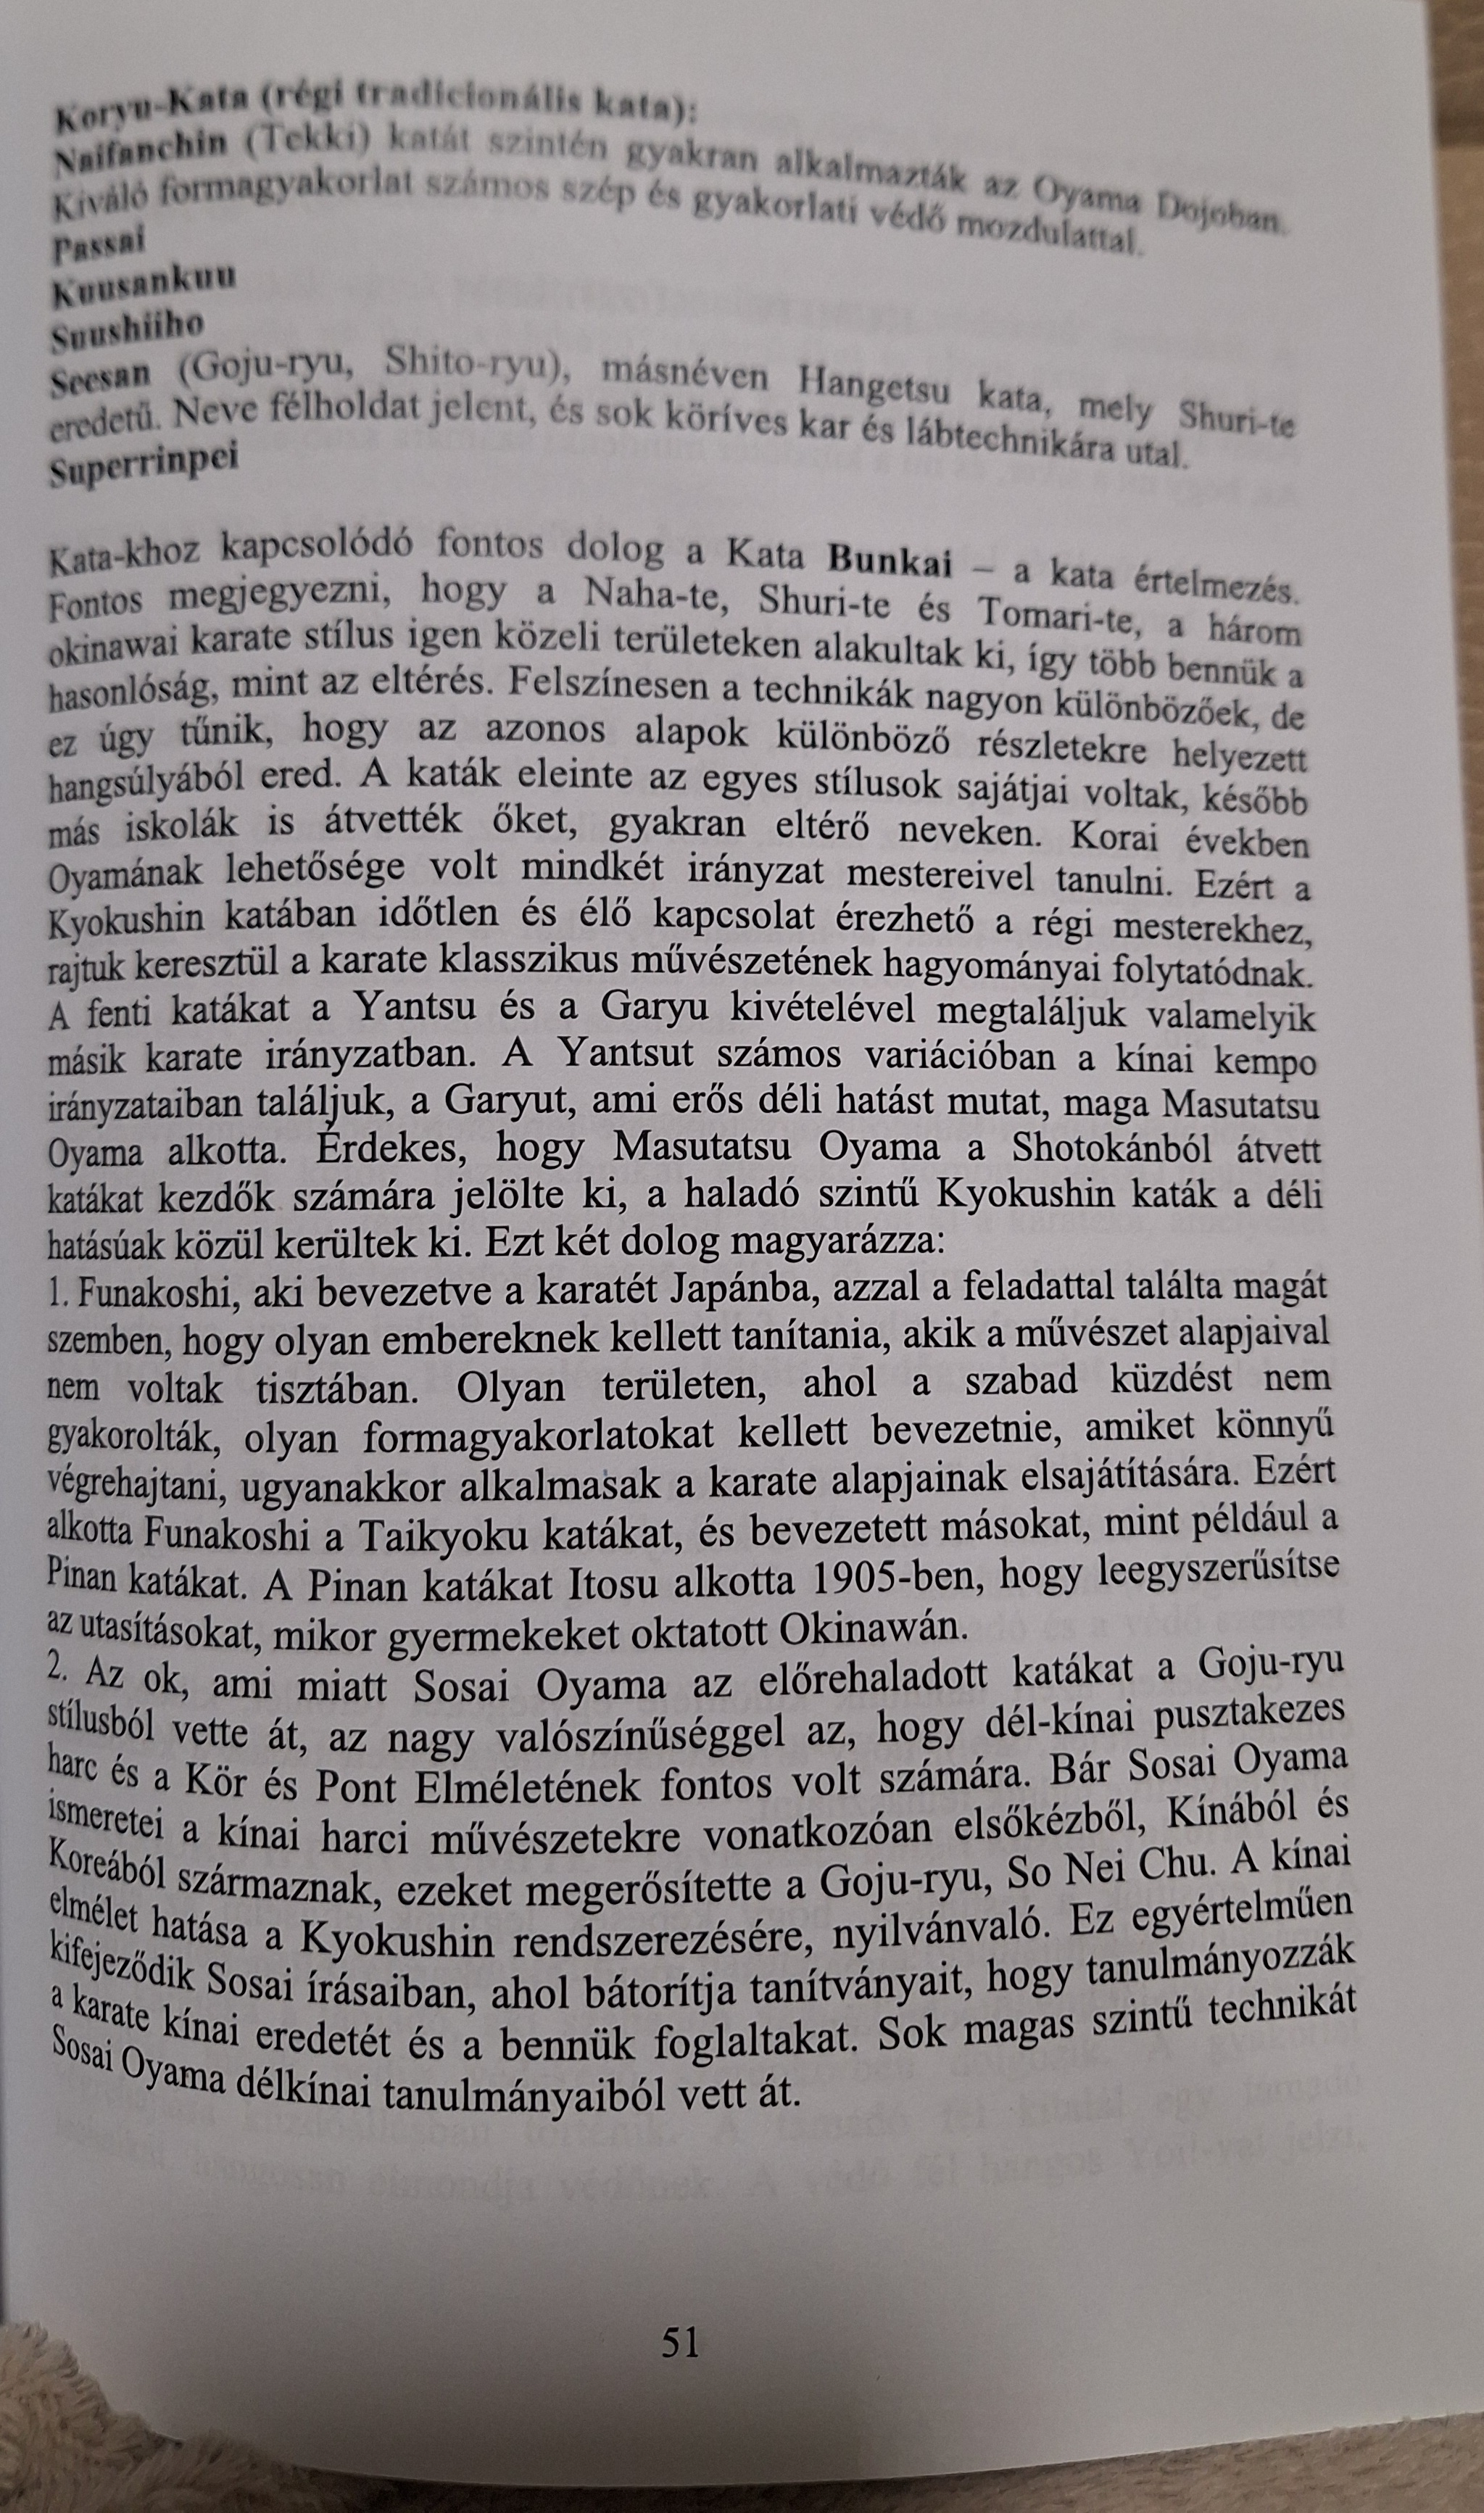 Koryu-Kata (régi tradicionális kata):
Naifanchin (Tekki) katát szintén gyakran alkalmazták az Oyama Dojoban.
Kiváló formagyakorlat számos szép és gyakorlati védő mozdulattal.
Passai
Kuusankuu
Suushiiho
Seesan (Goju-ryu, Shito-ryu), másnéven Hangetsu kata, mely Shuri-te
eredetű. Neve félholdat jelent, és sok köríves kar és lábtechnikára utal.
Superrinpei
Kata-khoz kapcsolódó fontos dolog a Kata Bunkai – a kata értelmezés.
Fontos megjegyezni, hogy a Naha-te, Shuri-te és Tomari-te, a három
okinawai karate stílus igen közeli területeken alakultak ki, így több bennük a
hasonlóság, mint az eltérés. Felszínesen a technikák nagyon különbözőek, de
ez úgy tűnik, hogy az azonos alapok különböző részletekre helyezett
hangsúlyából ered. A katák eleinte az egyes stílusok sajátjai voltak, később
más iskolák is átvették őket, gyakran eltérő neveken. Korai években
Oyamának lehetősége volt mindkét irányzat mestereivel tanulni. Ezért a
Kyokushin katában időtlen és élő kapcsolat érezhető a régi mesterekhez,
rajtuk keresztül a karate klasszikus művészetének hagyományai folytatódnak.
A fenti katákat a Yantsu és a Garyu kivételével megtaláljuk valamelyik
másik karate irányzatban. A Yantsut számos variációban a kínai kempo
irányzataiban találjuk, a Garyut, ami erős déli hatást mutat, maga Masutatsu
Oyama alkotta. Érdekes, hogy Masutatsu Oyama a Shotokánból átvett
katákat kezdők számára jelölte ki, a haladó szintű Kyokushin katák a déli
hatásúak közül kerültek ki. Ezt két dolog magyarázza:
1. Funakoshi, aki bevezetve a karatét Japánba, azzal a feladattal találta magát
szemben, hogy olyan embereknek kellett tanítania, akik a művészet alapjaival
nem voltak tisztában. Olyan területen, ahol a szabad küzdést nem
gyakorolták, olyan formagyakorlatokat kellett bevezetnie, amiket könnyű
végrehajtani, ugyanakkor alkalmasak a karate alapjainak elsajátítására. Ezért
alkotta Funakoshi a Taikyoku katákat, és bevezetett másokat, mint például a
Pinan katákat. A Pinan katákat Itosu alkotta 1905-ben, hogy leegyszerűsítse
az utasításokat, mikor gyermekeket oktatott Okinawán.
2. Az ok, ami miatt Sosai Oyama az előrehaladott katákat a Goju-ryu
stílusból vette át, az nagy valószínűséggel az, hogy dél-kínai pusztakezes
harc és a Kör és Pont Elméletének fontos volt számára. Bár Sosai Oyama
ismeretei a kínai harci művészetekre vonatkozóan elsőkézből, Kínából és
Koreából származnak, ezeket megerősítette a Goju-ryu, So Nei Chu. A kínai
elmélet hatása a Kyokushin rendszerezésére, nyilvánvaló. Ez egyértelműen
kifejeződik Sosai írásaiban, ahol bátorítja tanítványait, hogy tanulmányozzák
a karate kínai eredetét és a bennük foglaltakat. Sok magas szintű technikát
Sosai Oyama délkínai tanulmányaiból vett át.
51